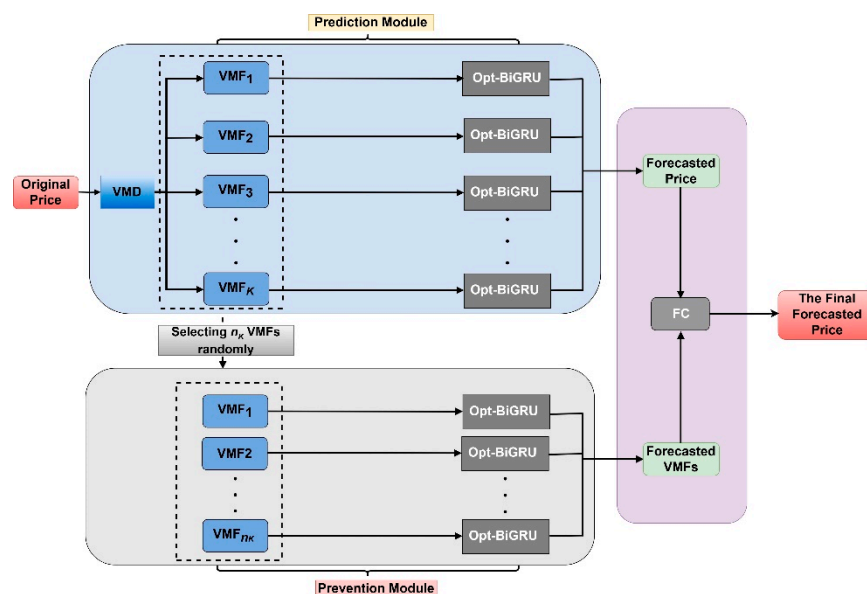 Prediction Module
VMF1
Opt-BiGRU
VMF2
Opt-BiGRU
Original
Price
VMD
VMF3
Opt-BiGRU
VMFK
Opt-BiGRU
Forecasted
Price
FC
The Final
Forecasted
Price
Selecting nK VMFs
randomly
VMF1
Opt-BiGRU
VMF2
Opt-BiGRU
VMFnK
Opt-BiGRU
Forecasted
VMFs
Prevention Module